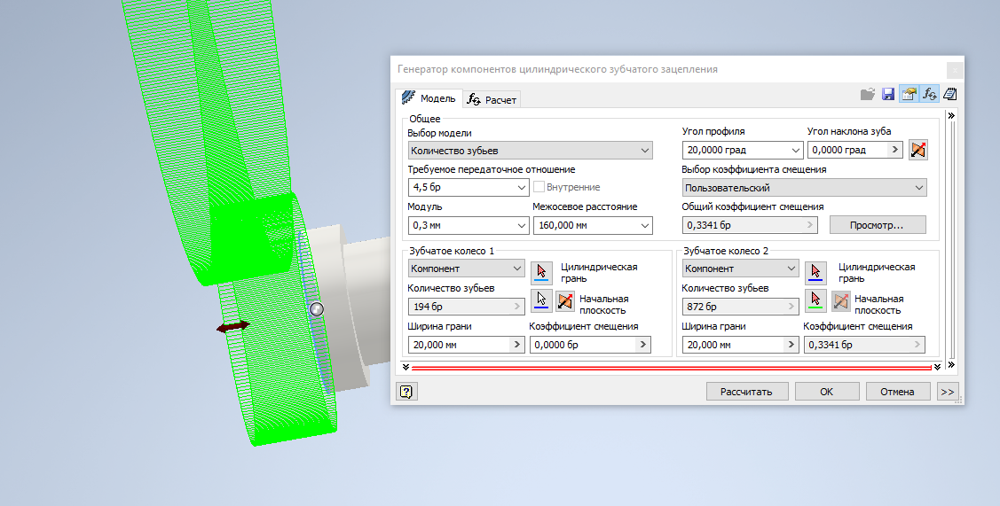 Генератор компонентов цилиндрического зубчатого зацепления
Модель
Расчет
Общее
Выбор модели
Количество зубьев
Угол профиля
Угол наклона зуба
20,0000 град
0,0000 град
Требуемое передаточное отношение
4,5 бр
Внутренние
Выбор коэффициента смещения
Пользовательский
Модуль
Межосевое расстояние
0,3 мм
160,000 мм
Общий коэффициент смещения
0,3341 бр
Просмотр...
Зубчатое колесо 1
Компонент
Цилиндрическая
грань
Количество зубьев
194 бр
Начальная
плоскость
Ширина грани
Коэффициент смещения
20,000 мм
0,0000 бр
Зубчатое колесо 2
Компонент
Цилиндрическая
грань
Количество зубьев
872 бр
Начальная
плоскость
Ширина грани
Коэффициент смещения
20,000 мм
0,3341 бр
Рассчитать
ОК
Отмена
>>